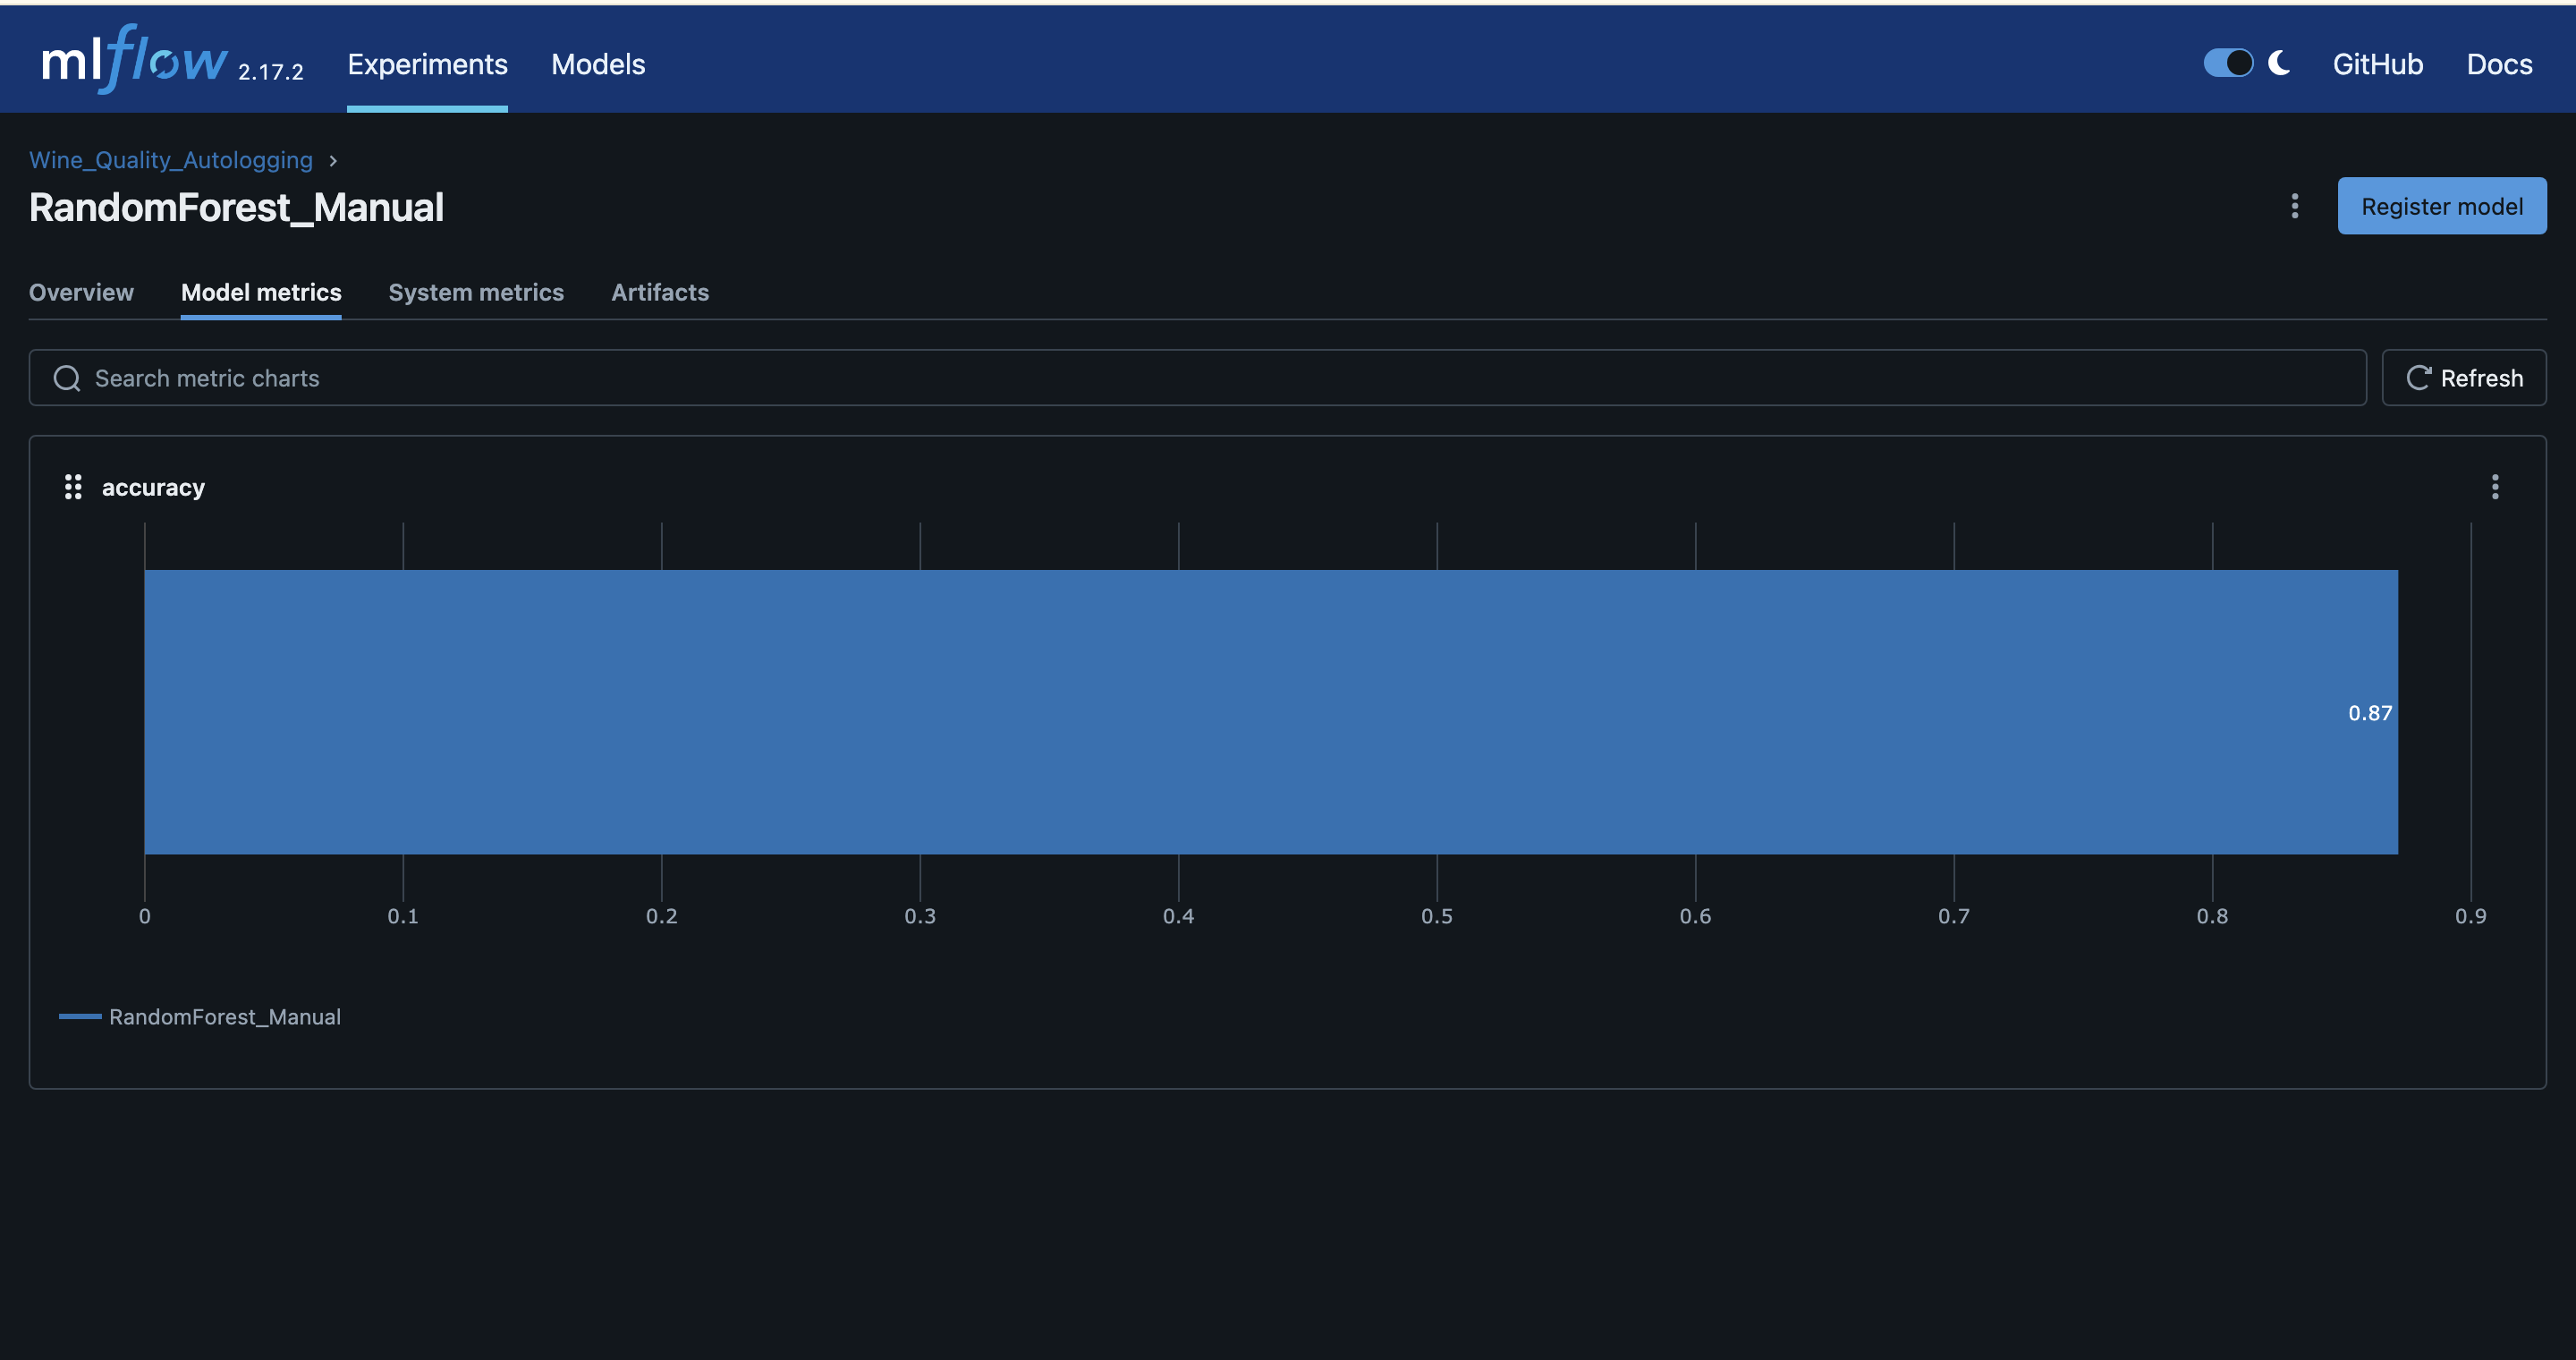 mlflow 2.17.2 Experiments Models GitHub Docs
Wine_Quality_Autologging ›
RandomForest_Manual
Register model
Overview Model metrics System metrics Artifacts
Search metric charts
Refresh
accuracy
0.87
0 0.1 0.2 0.3 0.4 0.5 0.6 0.7 0.8 0.9
RandomForest_Manual